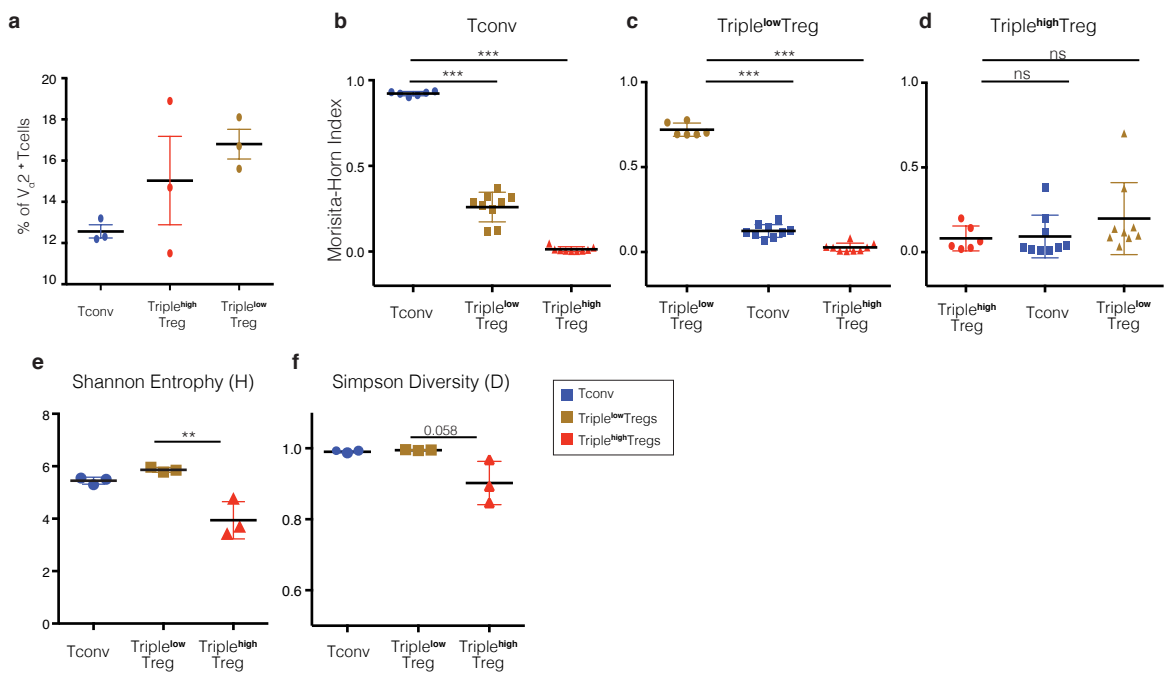 a
% of Vα2 + Tcells
20
18
16
14
12
10
Tconv
Triplehigh
Treg
Triplelow
Treg
b
Tconv
***
***
Morisita-Horn Index
1.0
0.5
0.0
Tconv
Triplelow
Treg
Triplehigh
Treg
c
TriplelowTreg
***
***
1.0
0.5
0.0
Triplelow
Treg
Tconv
Triplehigh
Treg
d
TriplehighTreg
ns
ns
1.0
0.5
0.0
Triplehigh
Treg
Tconv
Triplelow
Treg
e
Shannon Entropy (H)
**
8
6
4
2
0
Tconv
Triplelow
Treg
Triplehigh
Treg
f
Simpson Diversity (D)
0.058
1.0
0.8
0.6
Tconv
Triplelow
Treg
Triplehigh
Treg
Tconv
TriplelowTregs
TriplehighTregs